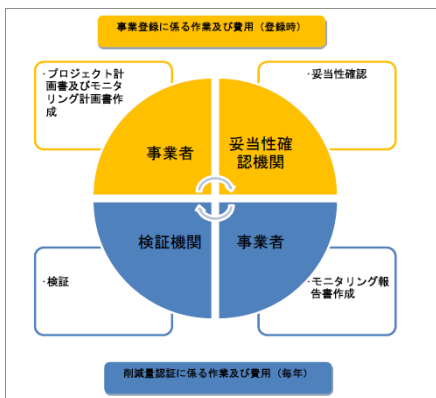 事業登録に係る作業及び費用（登録時）
・プロジェクト計
画書及びモニタ
リング計画書作
成
・妥当性確認
事業者
妥当性確
認機関
検証機関
事業者
・検証
・モニタリング報
告書作成
削減量認証に係る作業及び費用（毎年）